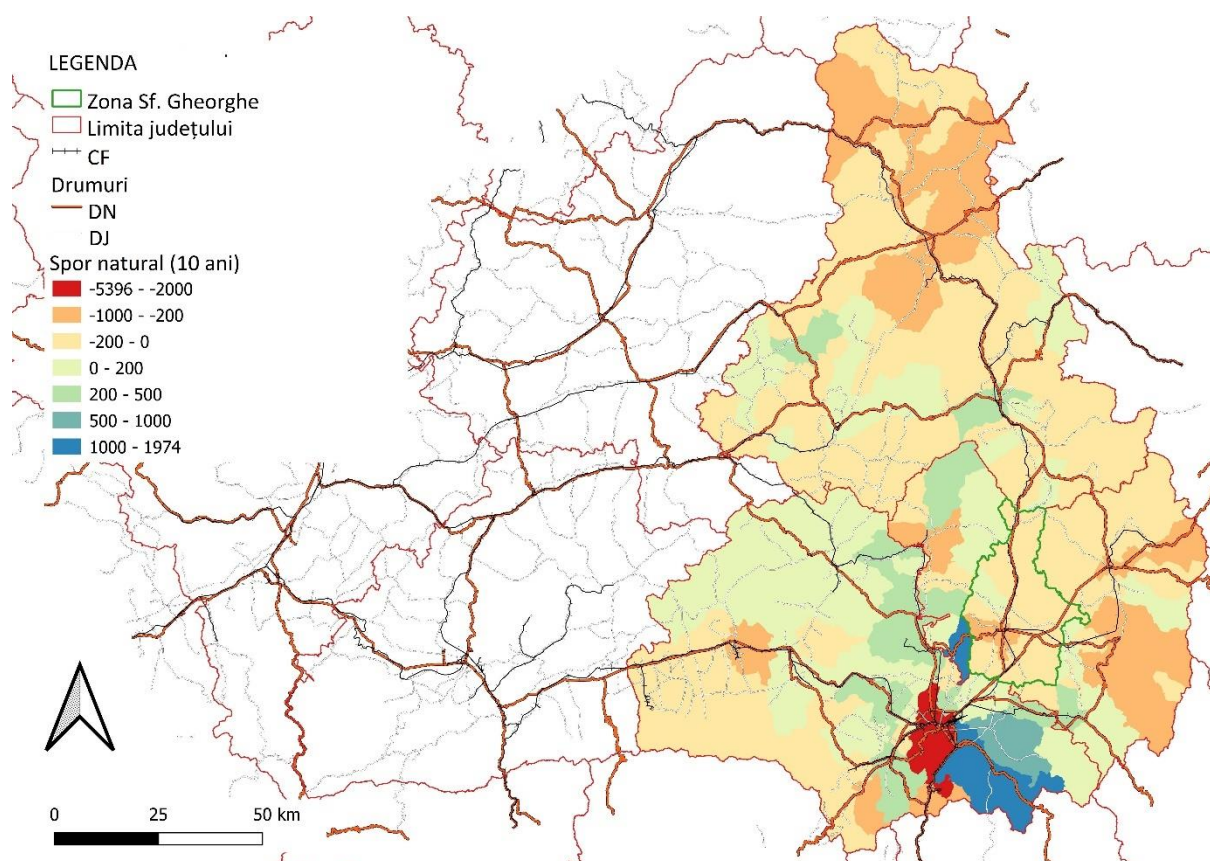 LEGENDA
Zona Sf. Gheorghe
Limita județului
CF
Drumuri
DN
DJ
Spor natural (10 ani)
-5396 - -2000
-1000 - -200
-200 - 0
0 - 200
200 - 500
500 - 1000
1000 - 1974
0 25 50 km